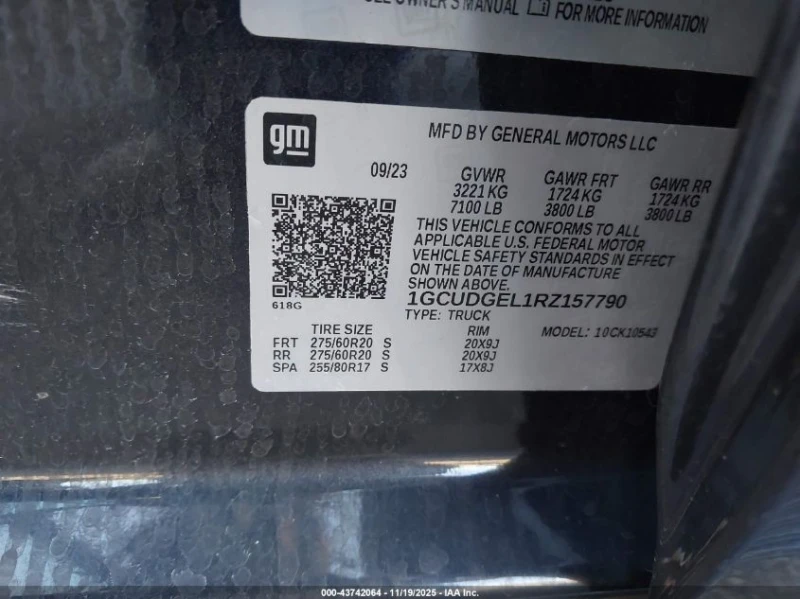 OWNER'S MANUAL FOR MORE INFORMATION
gm
MFD BY GENERAL MOTORS LLC
09/23 GVWR GAWR FRT GAWR RR
3221 KG 1724 KG 1724 KG
7100 LB 3800 LB 3800 LB
THIS VEHICLE CONFORMS TO ALL
APPLICABLE U.S. FEDERAL MOTOR
VEHICLE SAFETY STANDARDS IN EFFECT
ON THE DATE OF MANUFACTURE
SHOWN ABOVE.
1GCUDGEL1RZ157790
618G
TYPE: TRUCK
TIRE SIZE RIM MODEL: 10CK10543
FRT 275/60R20 S 20X9J
RR 275/60R20 S 20X9J
SPA 255/80R17 S 17X8J
000-43742064 - 11/19/2025 - IAA Inc.